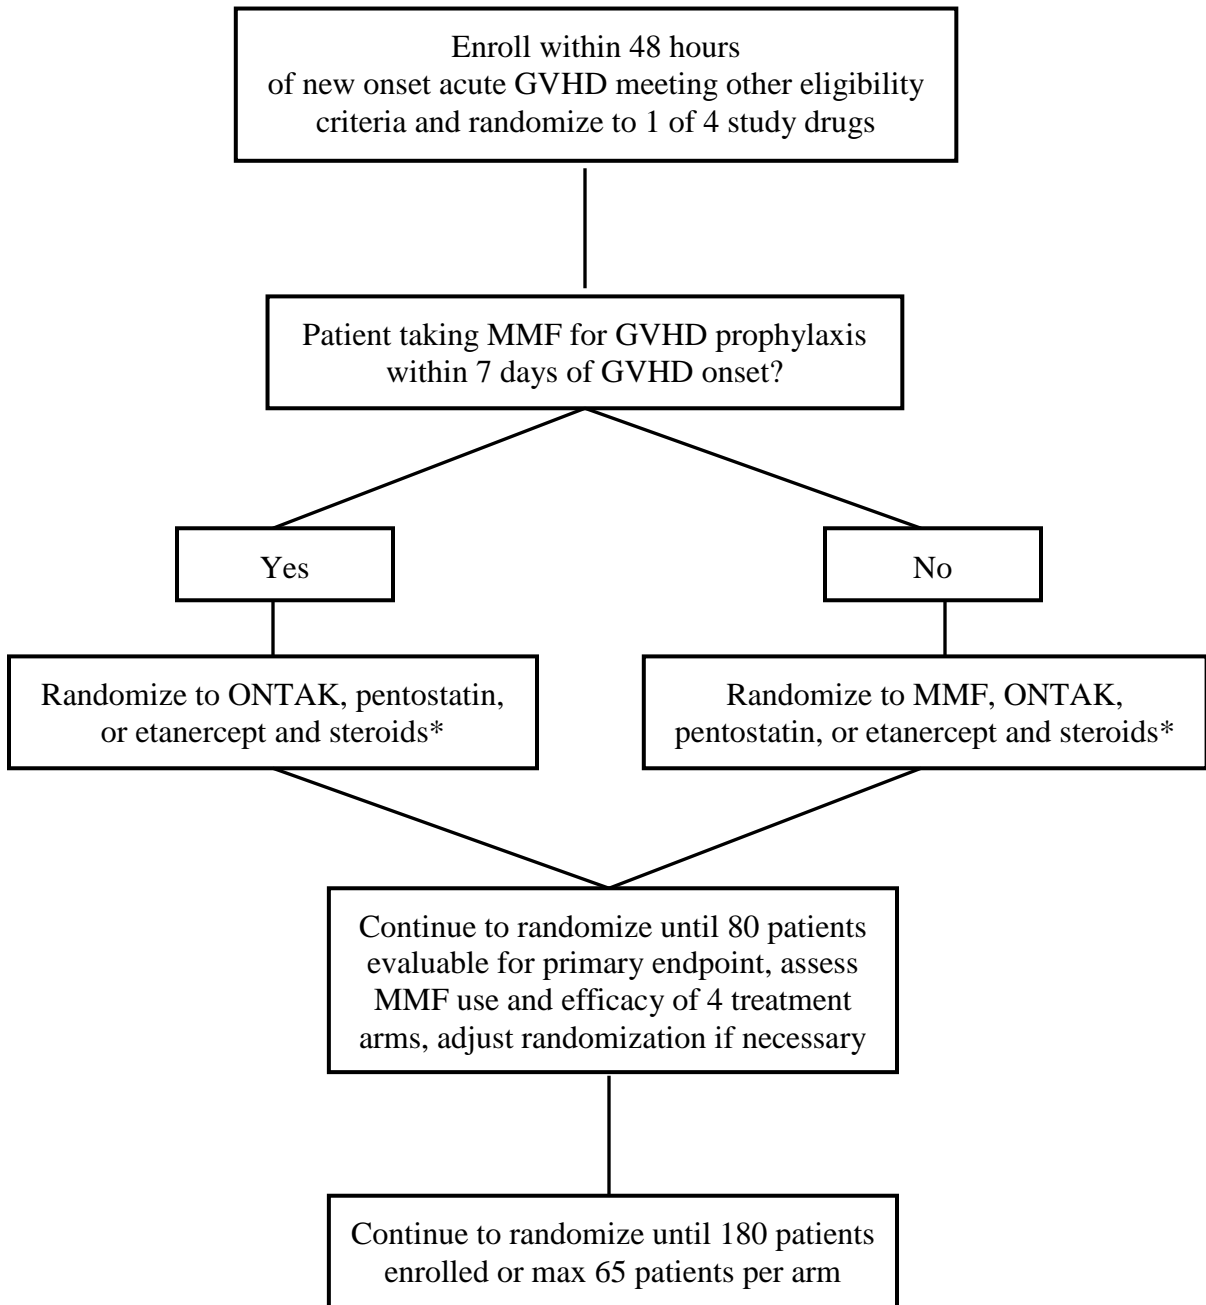 Enroll within 48 hours
of new onset acute GVHD meeting other eligibility
criteria and randomize to 1 of 4 study drugs
Patient taking MMF for GVHD prophylaxis
within 7 days of GVHD onset?
Yes
No
Randomize to ONTAK, pentostatin,
or etanercept and steroids*
Randomize to MMF, ONTAK,
pentostatin, or etanercept and steroids*
Continue to randomize until 80 patients
evaluable for primary endpoint, assess
MMF use and efficacy of 4 treatment
arms, adjust randomization if necessary
Continue to randomize until 180 patients
enrolled or max 65 patients per arm